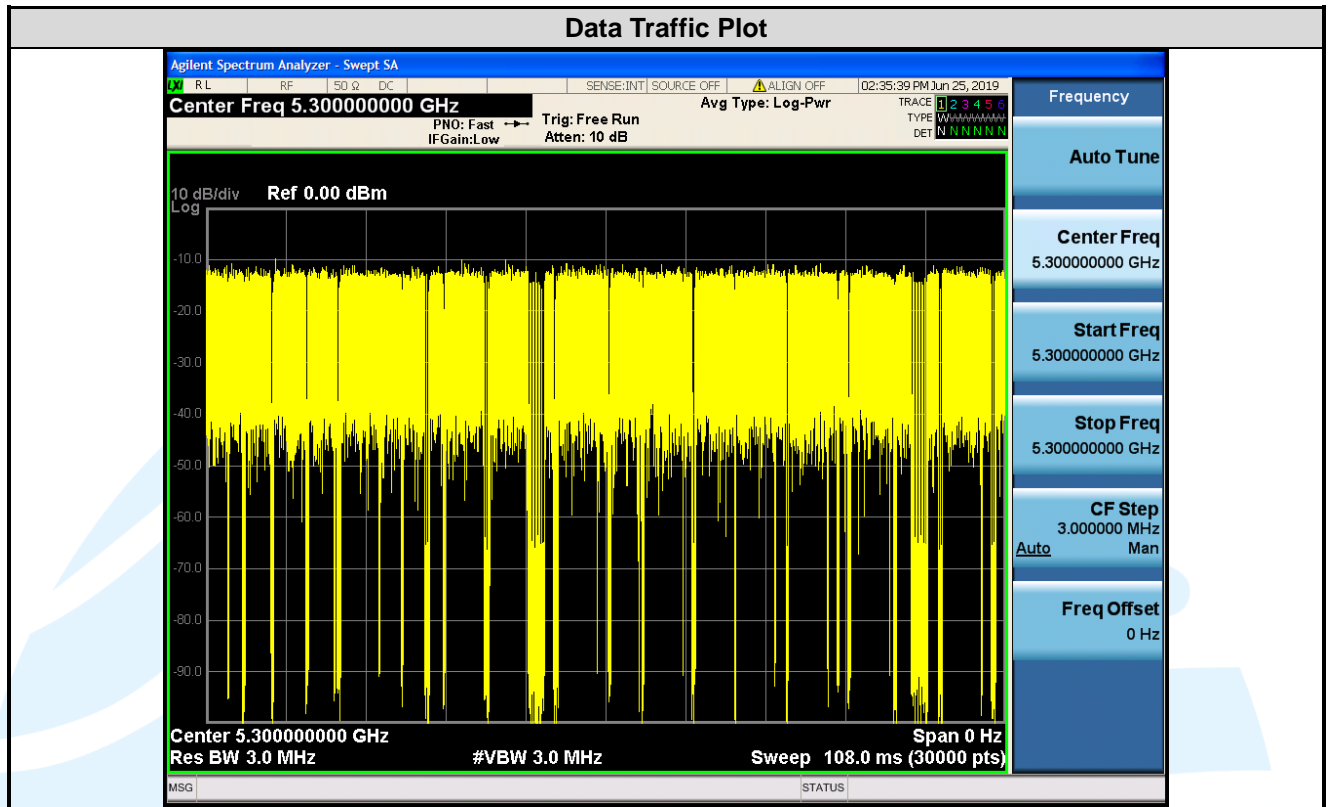 Data Traffic Plot
Agilent Spectrum Analyzer - Swept SA
LXI RL RF 50 Ω DC SENSE:INT SOURCE OFF ALIGN OFF 02:35:39 PM Jun 25, 2019
Center Freq 5.300000000 GHz
PNO: Fast
IFGain:Low
Trig: Free Run
Atten: 10 dB
Avg Type: Log-Pwr
TRACE 1 2 3 4 5 6
TYPE
DET N N N N N N
Frequency
Auto Tune
Center Freq
5.300000000 GHz
Start Freq
5.300000000 GHz
Stop Freq
5.300000000 GHz
CF Step
3.000000 MHz
Auto Man
Freq Offset
0 Hz
10 dB/div Ref 0.00 dBm
Log
-10.0
-20.0
-30.0
-40.0
-50.0
-60.0
-70.0
-80.0
-90.0
Center 5.300000000 GHz Span 0 Hz
Res BW 3.0 MHz #VBW 3.0 MHz Sweep 108.0 ms (30000 pts)
MSG STATUS